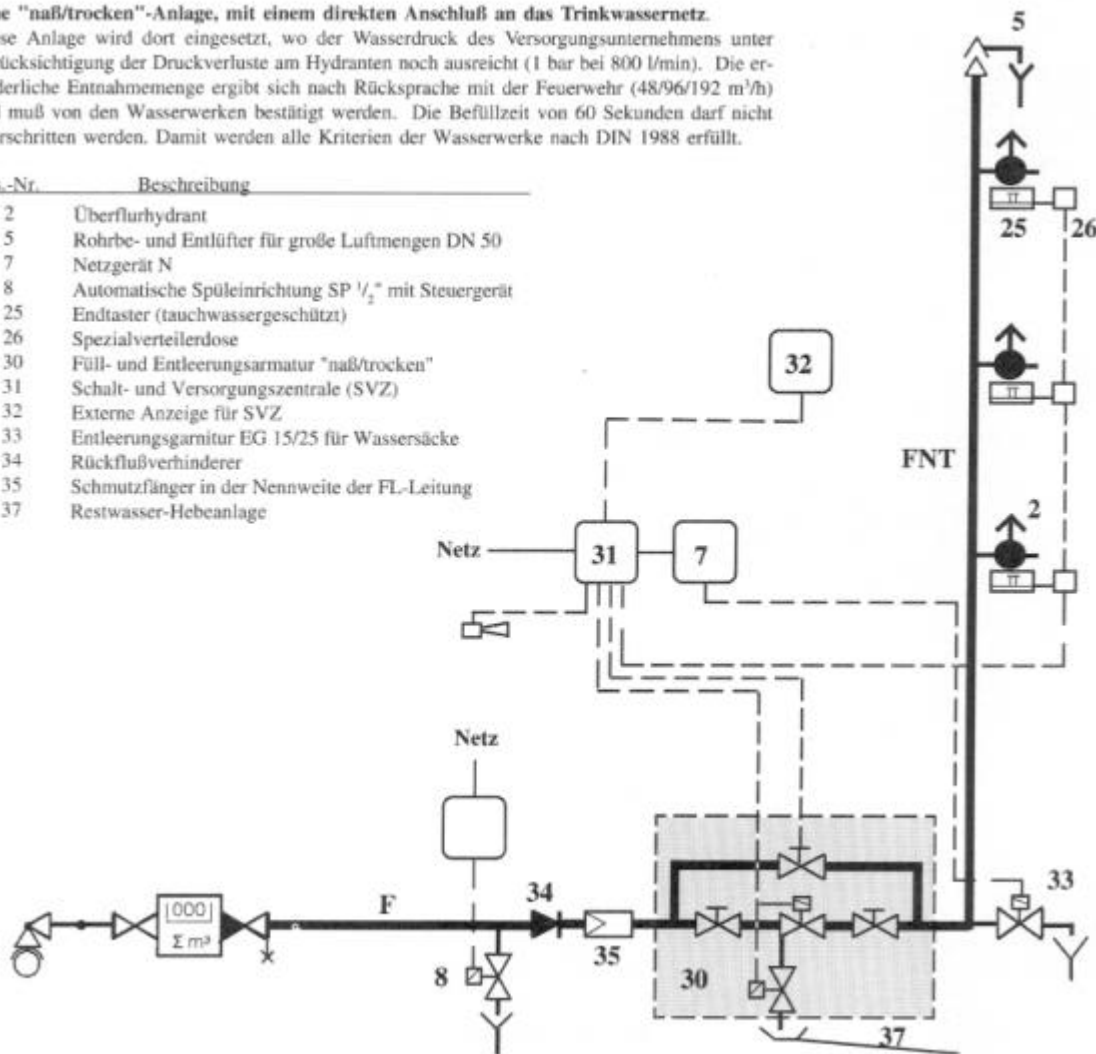 ne "naß/trocken"-Anlage, mit einem direkten Anschluß an das Trinkwassernetz.
se Anlage wird dort eingesetzt, wo der Wasserdruck des Versorgungsunternehmens unter
ücksichtigung der Druckverluste am Hydranten noch ausreicht (1 bar bei 800 l/min). Die er-
derliche Entnahmemenge ergibt sich nach Rücksprache mit der Feuerwehr (48/96/192 m³/h)
l muß von den Wasserwerken bestätigt werden. Die Befüllzeit von 60 Sekunden darf nicht
rschritten werden. Damit werden alle Kriterien der Wasserwerke nach DIN 1988 erfüllt.
.-Nr. Beschreibung
2 Überflurhydrant
5 Rohrbe- und Entlüfter für große Luftmengen DN 50
7 Netzgerät N
8 Automatische Spüleinrichtung SP 1/2" mit Steuergerät
25 Endtaster (tauchwassergeschützt)
26 Spezialverteilerdose
30 Füll- und Entleerungsarmatur "naß/trocken"
31 Schalt- und Versorgungszentrale (SVZ)
32 Externe Anzeige für SVZ
33 Entleerungsgarnitur EG 15/25 für Wassersäcke
34 Rückflußverhinderer
35 Schmutzfänger in der Nennweite der FL-Leitung
37 Restwasser-Hebeanlage
5
25
26
32
FNT
2
Netz
31
7
Netz
F
34
35
33
000
Σ m³
8
30
37